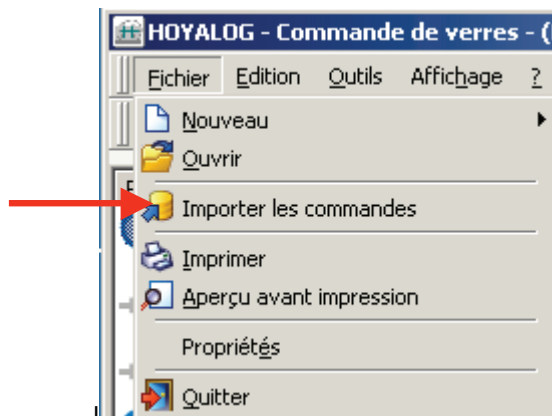 HOYALOG - Commande de verres - (
Fichier Edition Outils Affichage ?
Nouveau
Ouvrir
Importer les commandes
Imprimer
Aperçu avant impression
Propriétés
Quitter